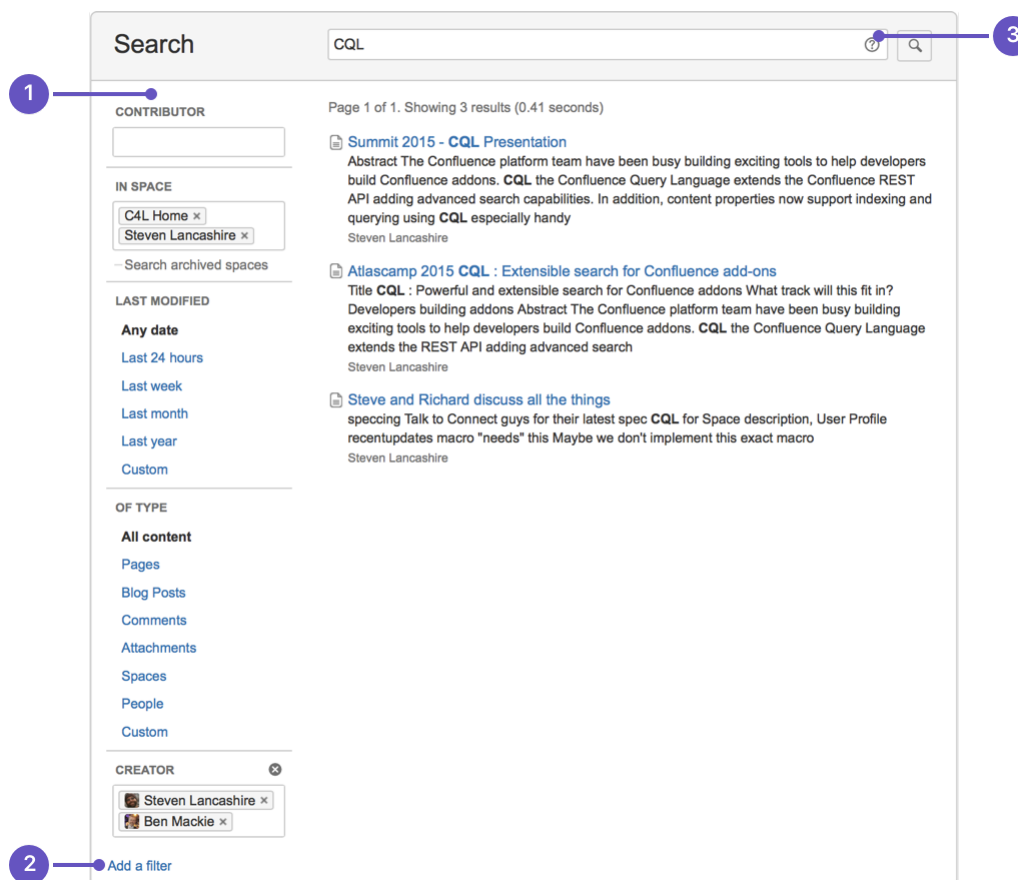 Search
CQL
3
1
CONTRIBUTOR
IN SPACE
C4L Home ×
Steven Lancashire ×
Search archived spaces
LAST MODIFIED
Any date
Last 24 hours
Last week
Last month
Last year
Custom
OF TYPE
All content
Pages
Blog Posts
Comments
Attachments
Spaces
People
Custom
CREATOR
Steven Lancashire ×
Ben Mackie ×
2
Add a filter
Page 1 of 1. Showing 3 results (0.41 seconds)
Summit 2015 - CQL Presentation
Abstract The Confluence platform team have been busy building exciting tools to help developers
build Confluence addons. CQL the Confluence Query Language extends the Confluence REST
API adding advanced search capabilities. In addition, content properties now support indexing and
querying using CQL especially handy
Steven Lancashire
Atlascamp 2015 CQL : Extensible search for Confluence add-ons
Title CQL : Powerful and extensible search for Confluence addons What track will this fit in?
Developers building addons Abstract The Confluence platform team have been busy building
exciting tools to help developers build Confluence addons. CQL the Confluence Query Language
extends the REST API adding advanced search
Steven Lancashire
Steve and Richard discuss all the things
speccing Talk to Connect guys for their latest spec CQL for Space description, User Profile
recentupdates macro "needs" this Maybe we don't implement this exact macro
Steven Lancashire